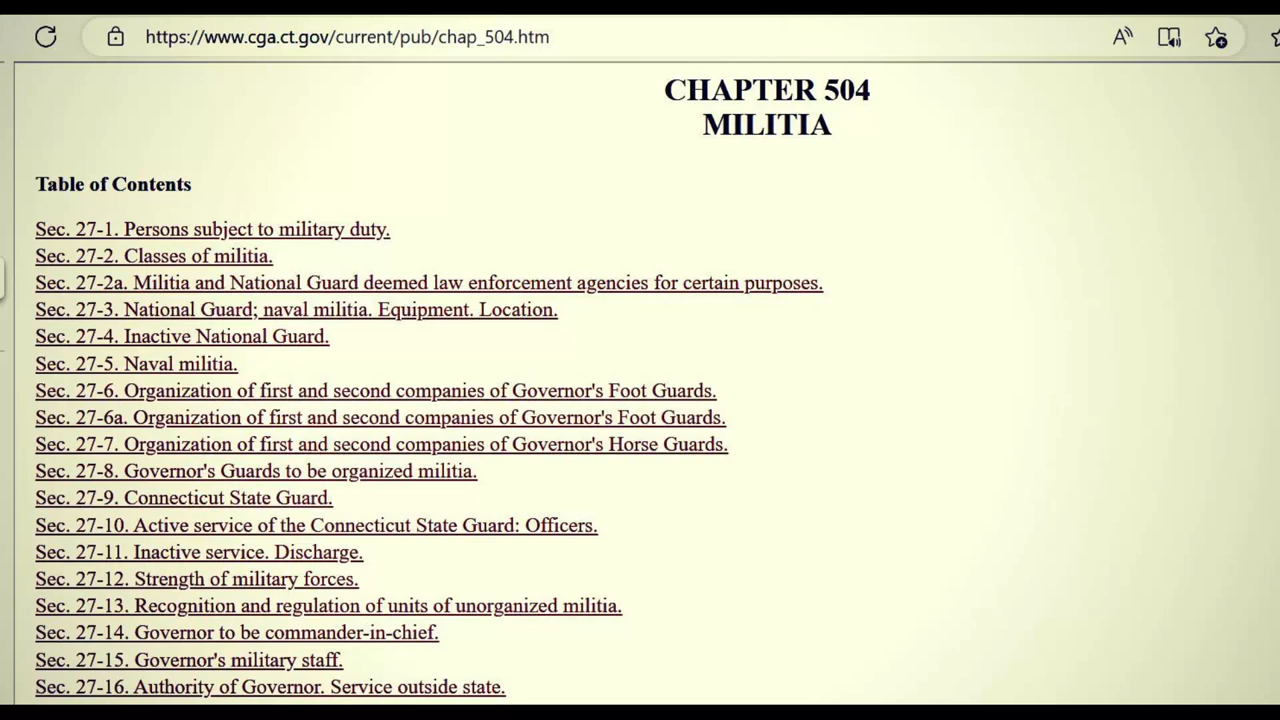 https://www.cga.ct.gov/current/pub/chap_504.htm
CHAPTER 504
MILITIA
Table of Contents
Sec. 27-1. Persons subject to military duty.
Sec. 27-2. Classes of militia.
Sec. 27-2a. Militia and National Guard deemed law enforcement agencies for certain purposes.
Sec. 27-3. National Guard; naval militia. Equipment. Location.
Sec. 27-4. Inactive National Guard.
Sec. 27-5. Naval militia.
Sec. 27-6. Organization of first and second companies of Governor's Foot Guards.
Sec. 27-6a. Organization of first and second companies of Governor's Foot Guards.
Sec. 27-7. Organization of first and second companies of Governor's Horse Guards.
Sec. 27-8. Governor's Guards to be organized militia.
Sec. 27-9. Connecticut State Guard.
Sec. 27-10. Active service of the Connecticut State Guard: Officers.
Sec. 27-11. Inactive service. Discharge.
Sec. 27-12. Strength of military forces.
Sec. 27-13. Recognition and regulation of units of unorganized militia.
Sec. 27-14. Governor to be commander-in-chief.
Sec. 27-15. Governor's military staff.
Sec. 27-16. Authority of Governor. Service outside state.